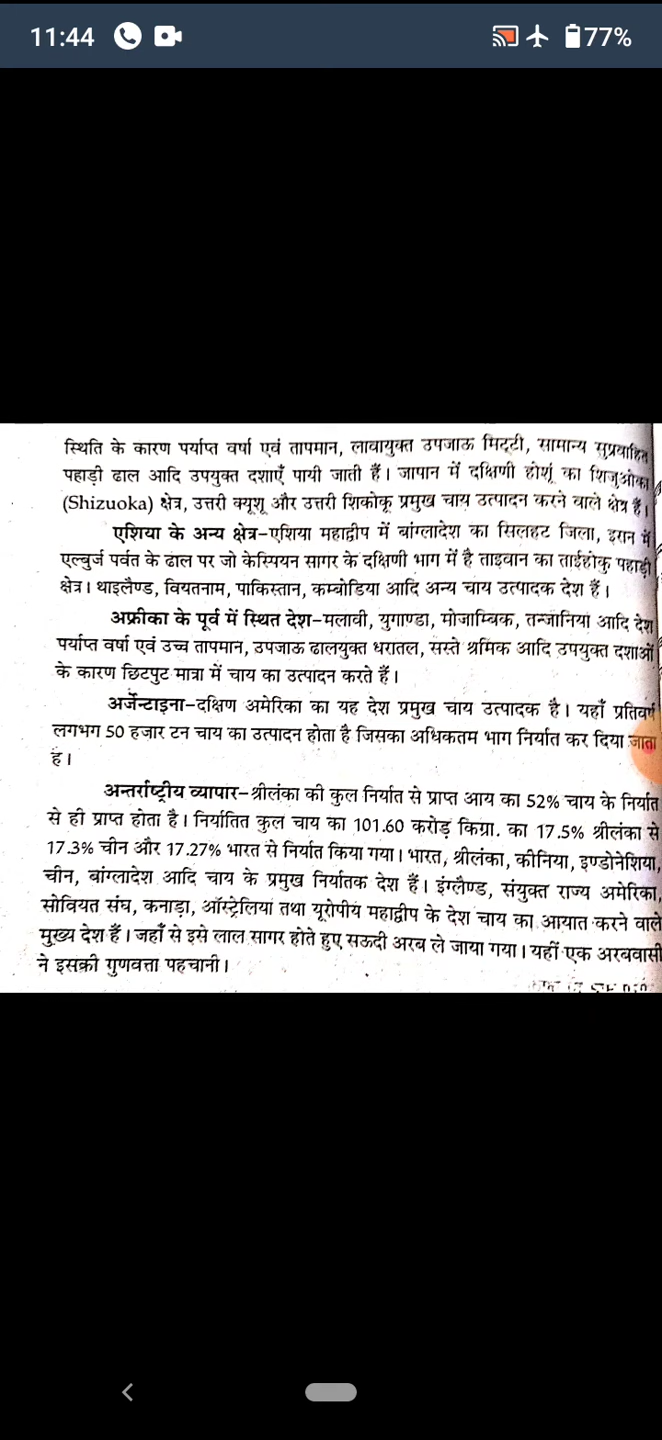 11:44
77%
स्थिति के कारण पर्याप्त वर्षा एवं तापमान, लावायुक्त उपजाऊ मिट्टी, सामान्य सुप्रवाहित
पहाड़ी ढाल आदि उपयुक्त दशाएँ पायी जाती हैं। जापान में दक्षिणी होशूं का शिजुओका
(Shizuoka) क्षेत्र, उत्तरी क्यूशू और उत्तरी शिकोकू प्रमुख चाय उत्पादन करने वाले क्षेत्र हैं।
एशिया के अन्य क्षेत्र–एशिया महाद्वीप में बांग्लादेश का सिलहट जिला, इरान में
एल्बुर्ज पर्वत के ढाल पर जो केस्पियन सागर के दक्षिणी भाग में है ताइवान का ताईहोकु पहाड़ी
क्षेत्र। थाइलैण्ड, वियतनाम, पाकिस्तान, कम्बोडिया आदि अन्य चाय उत्पादक देश हैं।
अफ्रीका के पूर्व में स्थित देश–मलावी, युगाण्डा, मोजाम्बिक, तन्जानिया आदि देश
पर्याप्त वर्षा एवं उच्च तापमान, उपजाऊ ढालयुक्त धरातल, सस्ते श्रमिक आदि उपयुक्त दशाओं
के कारण छिटपुट मात्रा में चाय का उत्पादन करते हैं।
अर्जेन्टाइना–दक्षिण अमेरिका का यह देश प्रमुख चाय उत्पादक है। यहाँ प्रतिवर्ष
लगभग 50 हजार टन चाय का उत्पादन होता है जिसका अधिकतम भाग निर्यात कर दिया जाता
है।
अन्तर्राष्ट्रीय व्यापार–श्रीलंका की कुल निर्यात से प्राप्त आय का 52% चाय के निर्यात
से ही प्राप्त होता है। निर्यातित कुल चाय का 101.60 करोड़ किग्रा. का 17.5% श्रीलंका से
17.3% चीन और 17.27% भारत से निर्यात किया गया। भारत, श्रीलंका, कीनिया, इण्डोनेशिया,
चीन, बांग्लादेश आदि चाय के प्रमुख निर्यातक देश हैं। इंग्लैण्ड, संयुक्त राज्य अमेरिका,
सोवियत संघ, कनाड़ा, ऑस्ट्रेलिया तथा यूरोपीय महाद्वीप के देश चाय का आयात करने वाले
मुख्य देश हैं। जहाँ से इसे लाल सागर होते हुए सऊदी अरब ले जाया गया। यहीं एक अरबवासी
ने इसकी गुणवत्ता पहचानी।